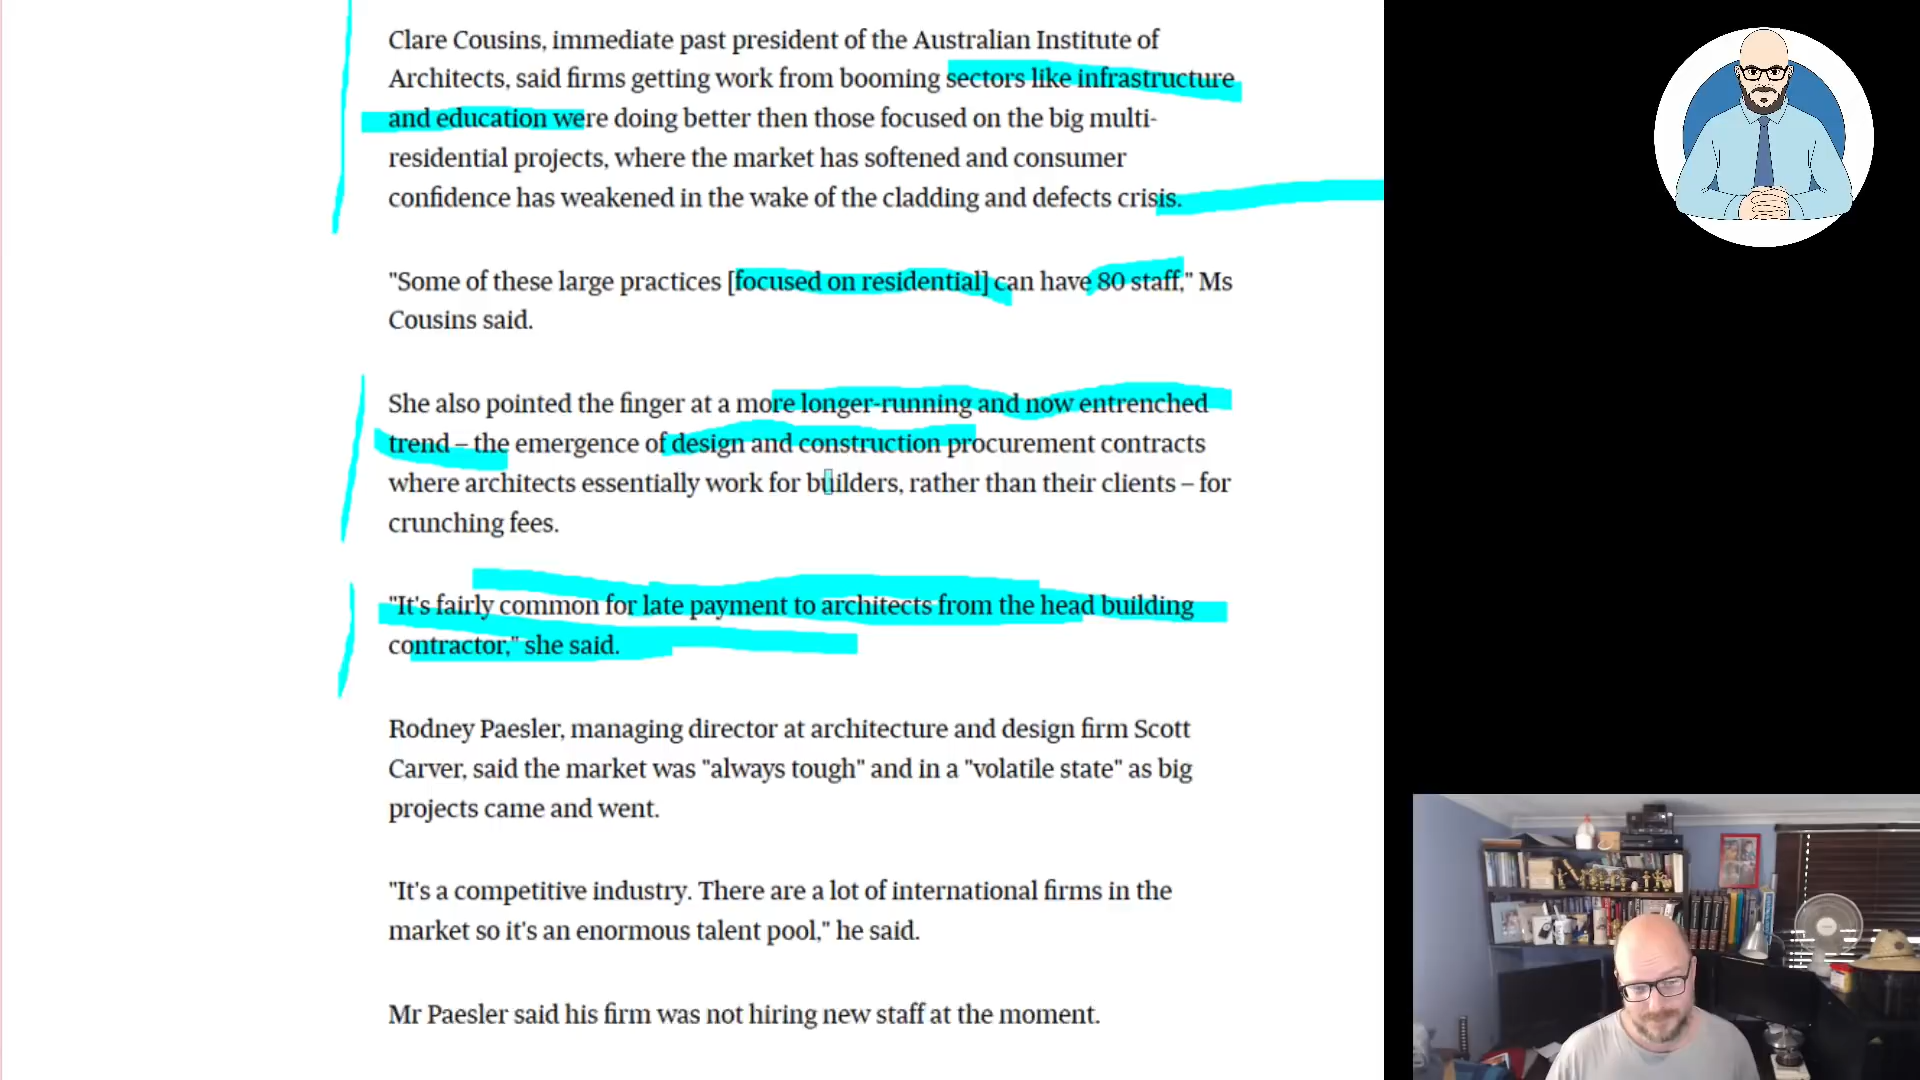 Clare Cousins, immediate past president of the Australian Institute of
Architects, said firms getting work from booming sectors like infrastructure
and education were doing better then those focused on the big multi-
residential projects, where the market has softened and consumer
confidence has weakened in the wake of the cladding and defects crisis.
"Some of these large practices [focused on residential] can have 80 staff," Ms
Cousins said.
She also pointed the finger at a more longer-running and now entrenched
trend – the emergence of design and construction procurement contracts
where architects essentially work for builders, rather than their clients – for
crunching fees.
"It's fairly common for late payment to architects from the head building
contractor," she said.
Rodney Paesler, managing director at architecture and design firm Scott
Carver, said the market was "always tough" and in a "volatile state" as big
projects came and went.
"It's a competitive industry. There are a lot of international firms in the
market so it's an enormous talent pool," he said.
Mr Paesler said his firm was not hiring new staff at the moment.